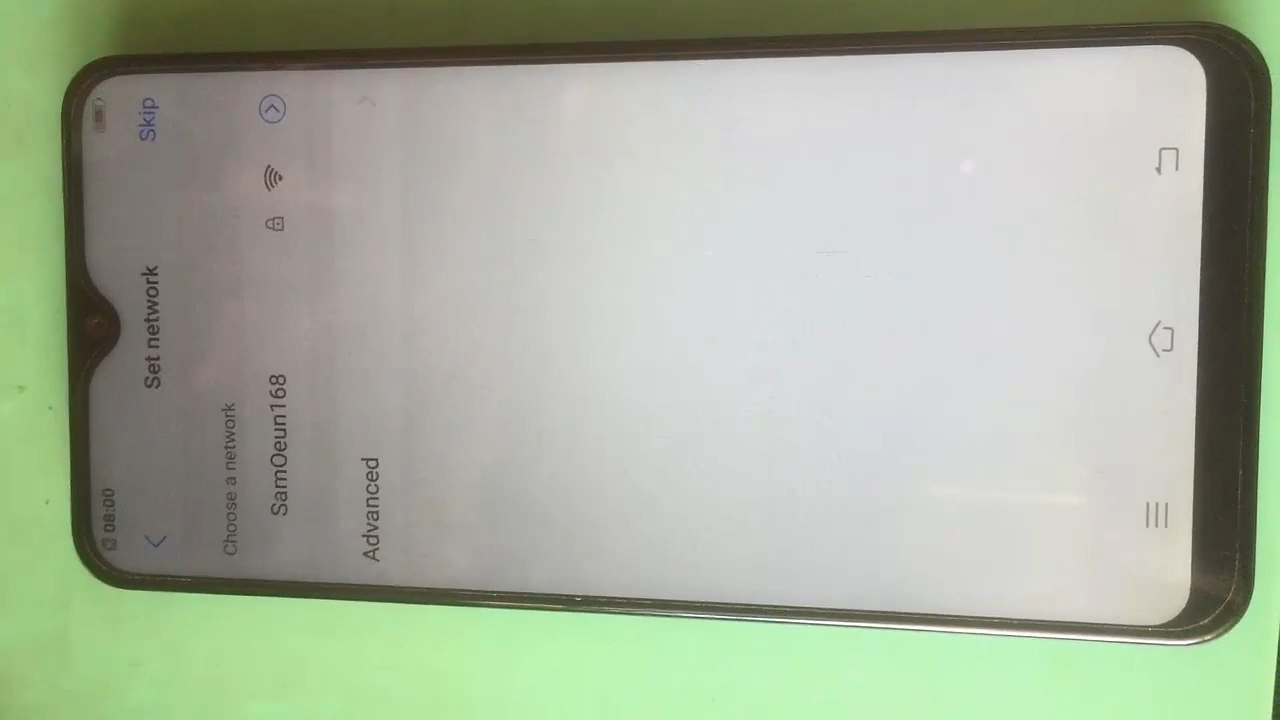 08:00
Set network
Skip
Choose a network
SamOeun168
Advanced